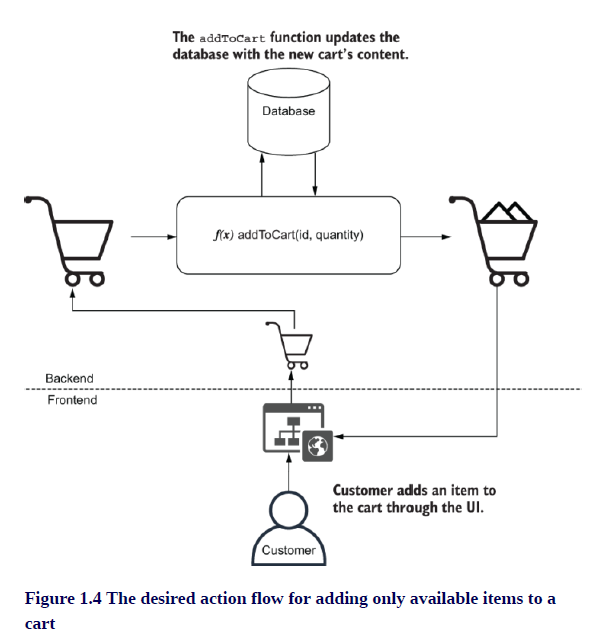 The addToCart function updates the
database with the new cart's content.
Database
f(x) addToCart(id, quantity)
Backend
Frontend
Customer adds an item to
the cart through the UI.
Customer
Figure 1.4 The desired action flow for adding only available items to a
cart